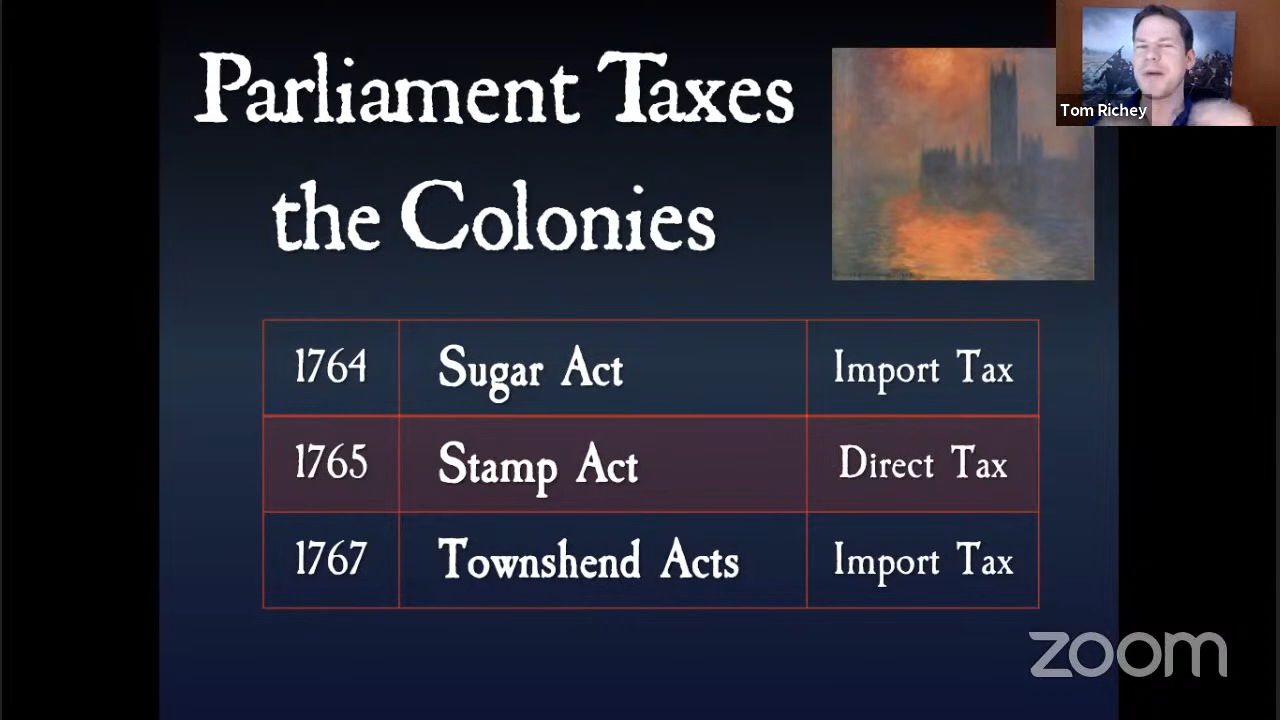 Parliament Taxes
the Colonies
Tom Richey
1764 Sugar Act Import Tax
1765 Stamp Act Direct Tax
1767 Townshend Acts Import Tax
zoom